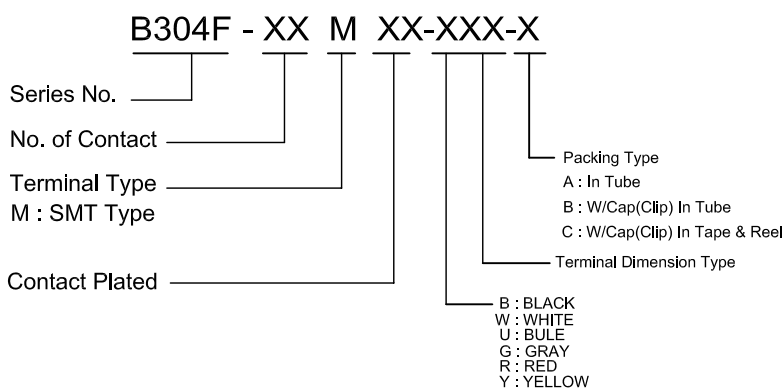 B304F - XX M XX-XXX-X
Series No.
No. of Contact
Terminal Type
M : SMT Type
Contact Plated
Packing Type
A : In Tube
B : W/Cap(Clip) In Tube
C : W/Cap(Clip) In Tape & Reel
Terminal Dimension Type
B : BLACK
W : WHITE
U : BULE
G : GRAY
R : RED
Y : YELLOW